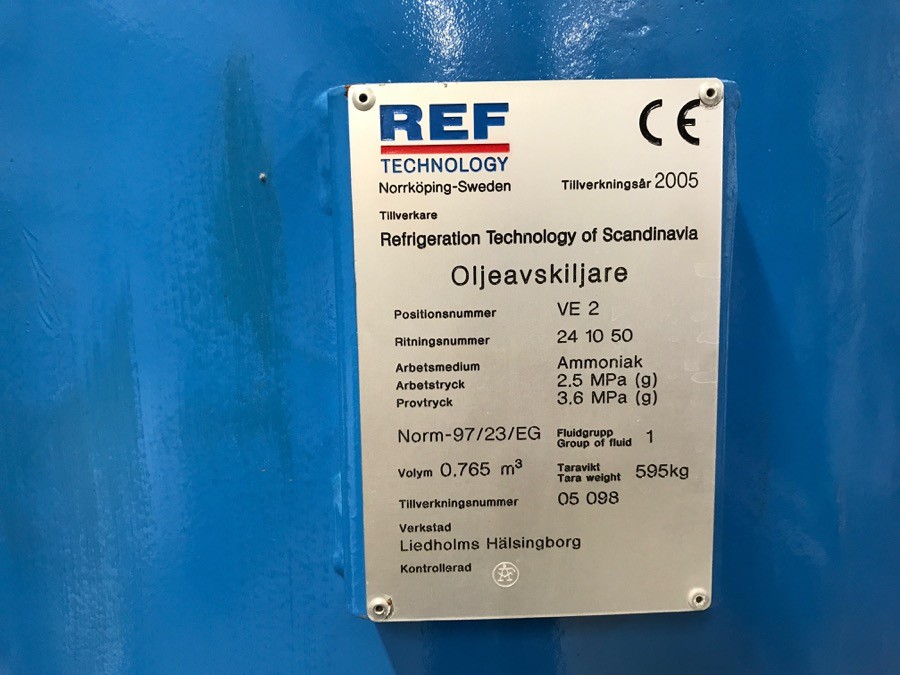 REF
TECHNOLOGY
Norrköping-Sweden
CE
Tillverkningsår 2005
Tillverkare
Refrigeration Technology of Scandinavia
Oljeavskiljare
Positionsnummer VE 2
Ritningsnummer 24 10 50
Arbetsmedium Ammoniak
Arbetstryck 2.5 MPa (g)
Provtryck 3.6 MPa (g)
Norm-97/23/EG Fluidgrupp
Group of fluid 1
Volym 0.765 m³ Taravikt
Tara weight 595kg
Tillverkningsnummer 05 098
Verkstad
Liedholms Hälsingborg
Kontrollerad